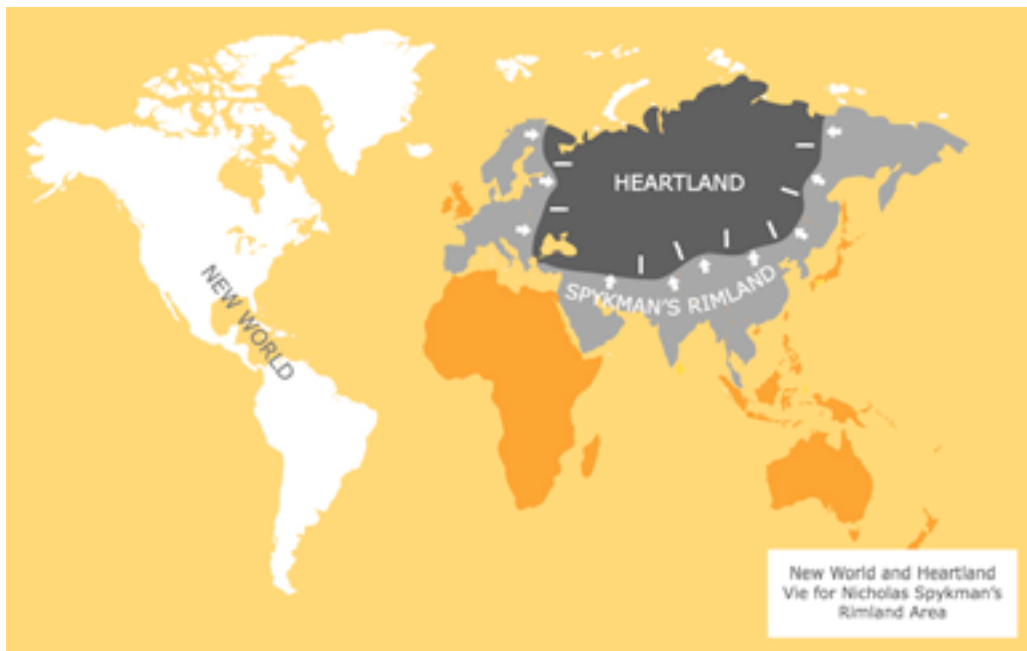 HEARTLAND
SPYKMAN'S RIMLAND
NEW WORLD
New World and Heartland
Vie for Nicholas Spykman's
Rimland Area